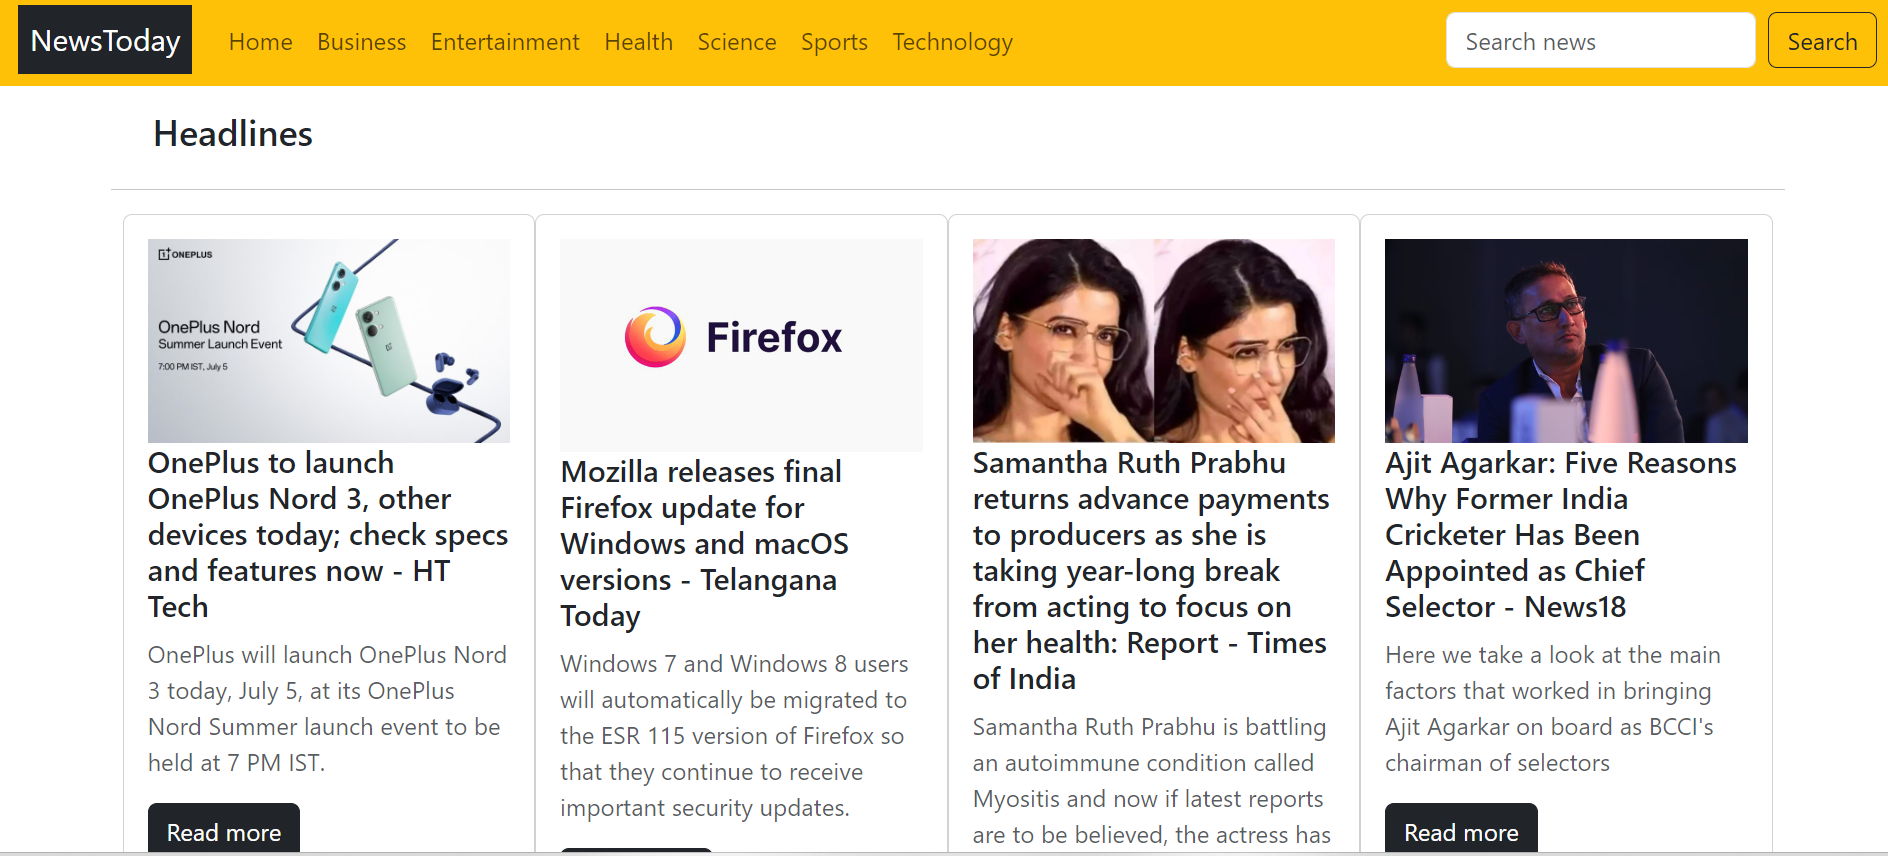 NewsToday Home Business Entertainment Health Science Sports Technology Search news Search
Headlines
ONEPLUS
OnePlus Nord
Summer Launch Event
7:00 PM IST, July 5
OnePlus to launch
OnePlus Nord 3, other
devices today; check specs
and features now - HT
Tech
OnePlus will launch OnePlus Nord
3 today, July 5, at its OnePlus
Nord Summer launch event to be
held at 7 PM IST.
Read more
Firefox
Mozilla releases final
Firefox update for
Windows and macOS
versions - Telangana
Today
Windows 7 and Windows 8 users
will automatically be migrated to
the ESR 115 version of Firefox so
that they continue to receive
important security updates.
Samantha Ruth Prabhu
returns advance payments
to producers as she is
taking year-long break
from acting to focus on
her health: Report - Times
of India
Samantha Ruth Prabhu is battling
an autoimmune condition called
Myositis and now if latest reports
are to be believed, the actress has
Ajit Agarkar: Five Reasons
Why Former India
Cricketer Has Been
Appointed as Chief
Selector - News18
Here we take a look at the main
factors that worked in bringing
Ajit Agarkar on board as BCCI's
chairman of selectors
Read more